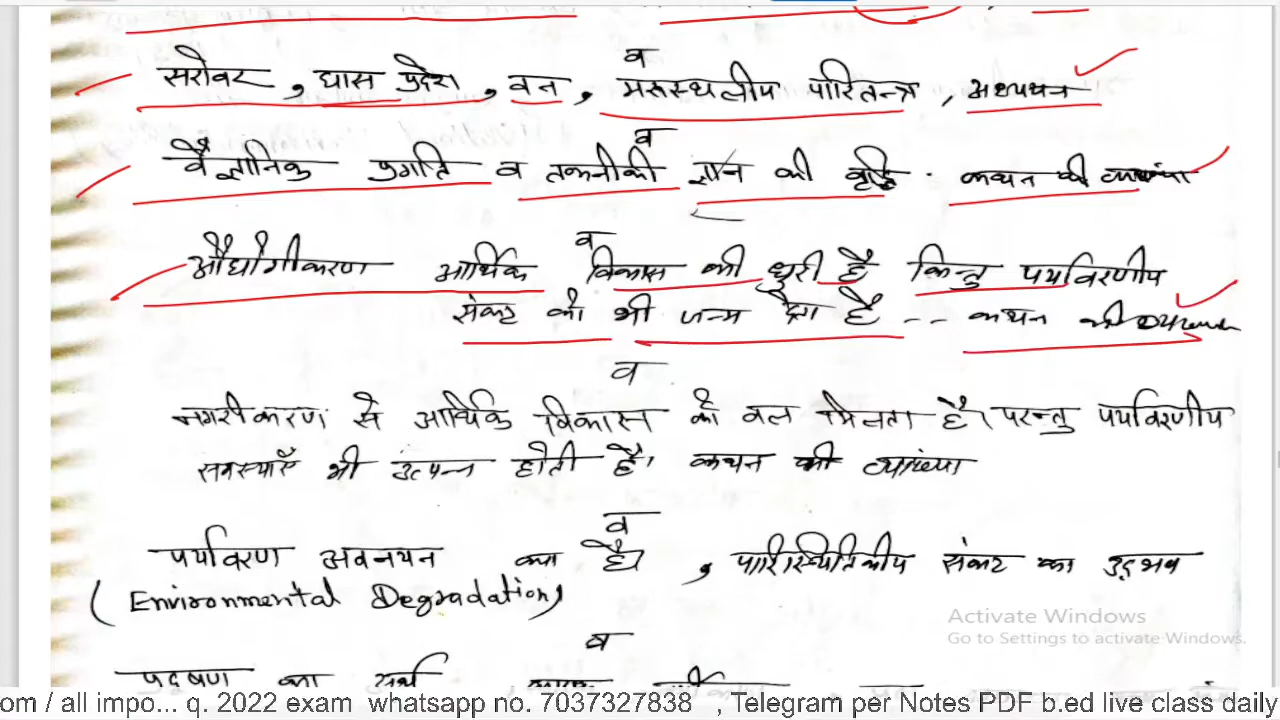 व
सरोवर , घास प्रदेश , वन , मरुस्थलीय पारितन्त्र , अध्ययन
व
वैज्ञानिक प्रगति व तकनीकी ज्ञान की वृद्धि . कथन की व्याख्या
व
औद्योगीकरण आर्थिक विकास की धुरी है किन्तु पर्यावरणीय
संकट को भी जन्म देता है -- कथन की व्याख्या
व
नगरीकरण से आर्थिक विकास को बल मिलता है। परन्तु पर्यावरणीय
समस्याएँ भी उत्पन्न होती है, कथन की व्याख्या
व
पर्यावरण अवनयन क्या है , पारिस्थितिकीय संकट का उद्भव
(Environmental Degradation)
व
प्रदूषण का अर्थ
Activate Windows
Go to Settings to activate Windows.
om / all impo... q. 2022 exam whatsapp no. 7037327838 , Telegram per Notes PDF b.ed live class daily